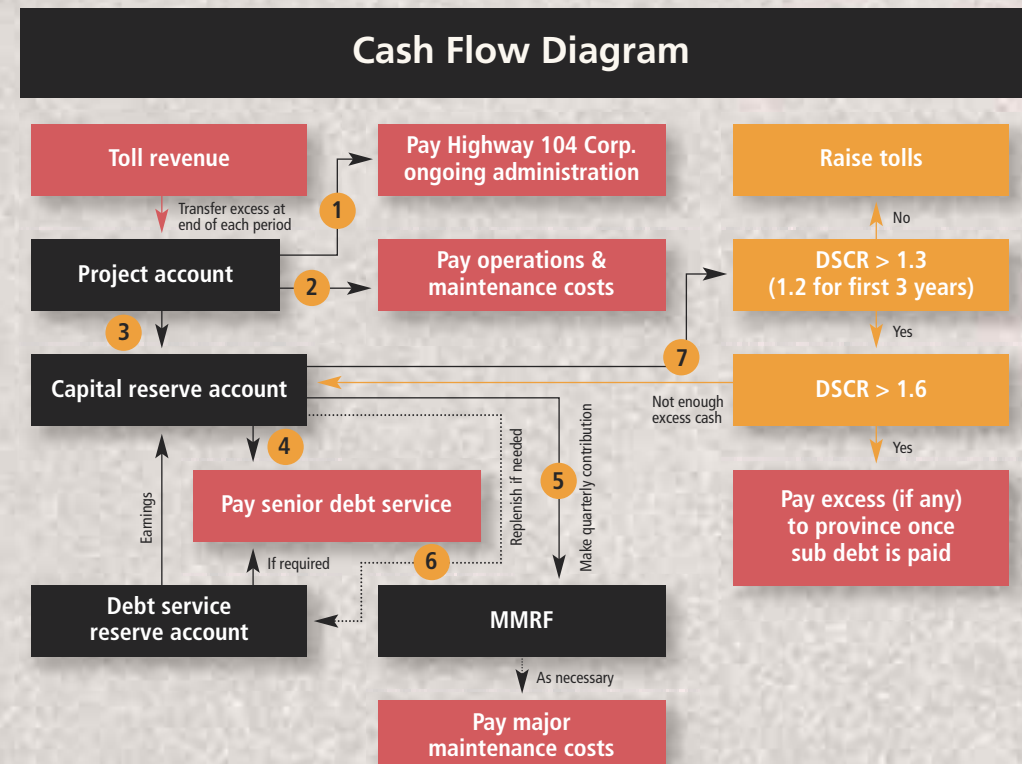 Cash Flow Diagram
Toll revenue
Transfer excess at
end of each period
1
Pay Highway 104 Corp.
ongoing administration
Raise tolls
No
Project account
2
Pay operations &
maintenance costs
DSCR > 1.3
(1.2 for first 3 years)
3
Yes
7
Capital reserve account
Not enough
excess cash
DSCR > 1.6
4
Replenish if needed
5
Make quarterly contribution
Yes
Pay senior debt service
Pay excess (if any)
to province once
sub debt is paid
Earnings
If required
6
Debt service
reserve account
MMRF
As necessary
Pay major
maintenance costs